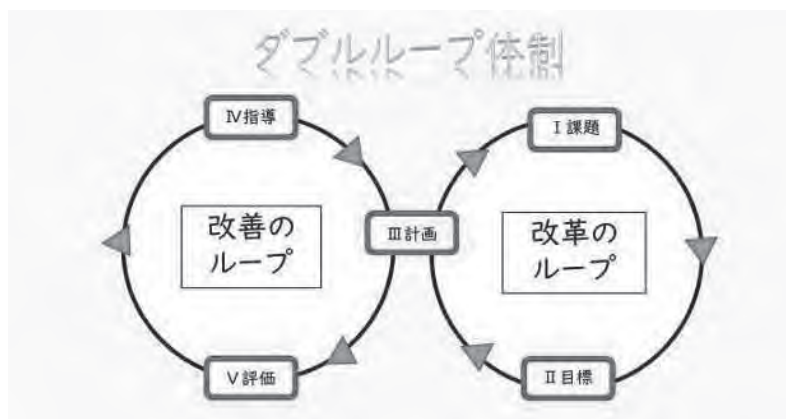 ダブルループ体制
Ⅳ指導
Ⅰ課題
改善の
ループ
Ⅲ計画
改革の
ループ
Ⅴ評価
Ⅱ目標